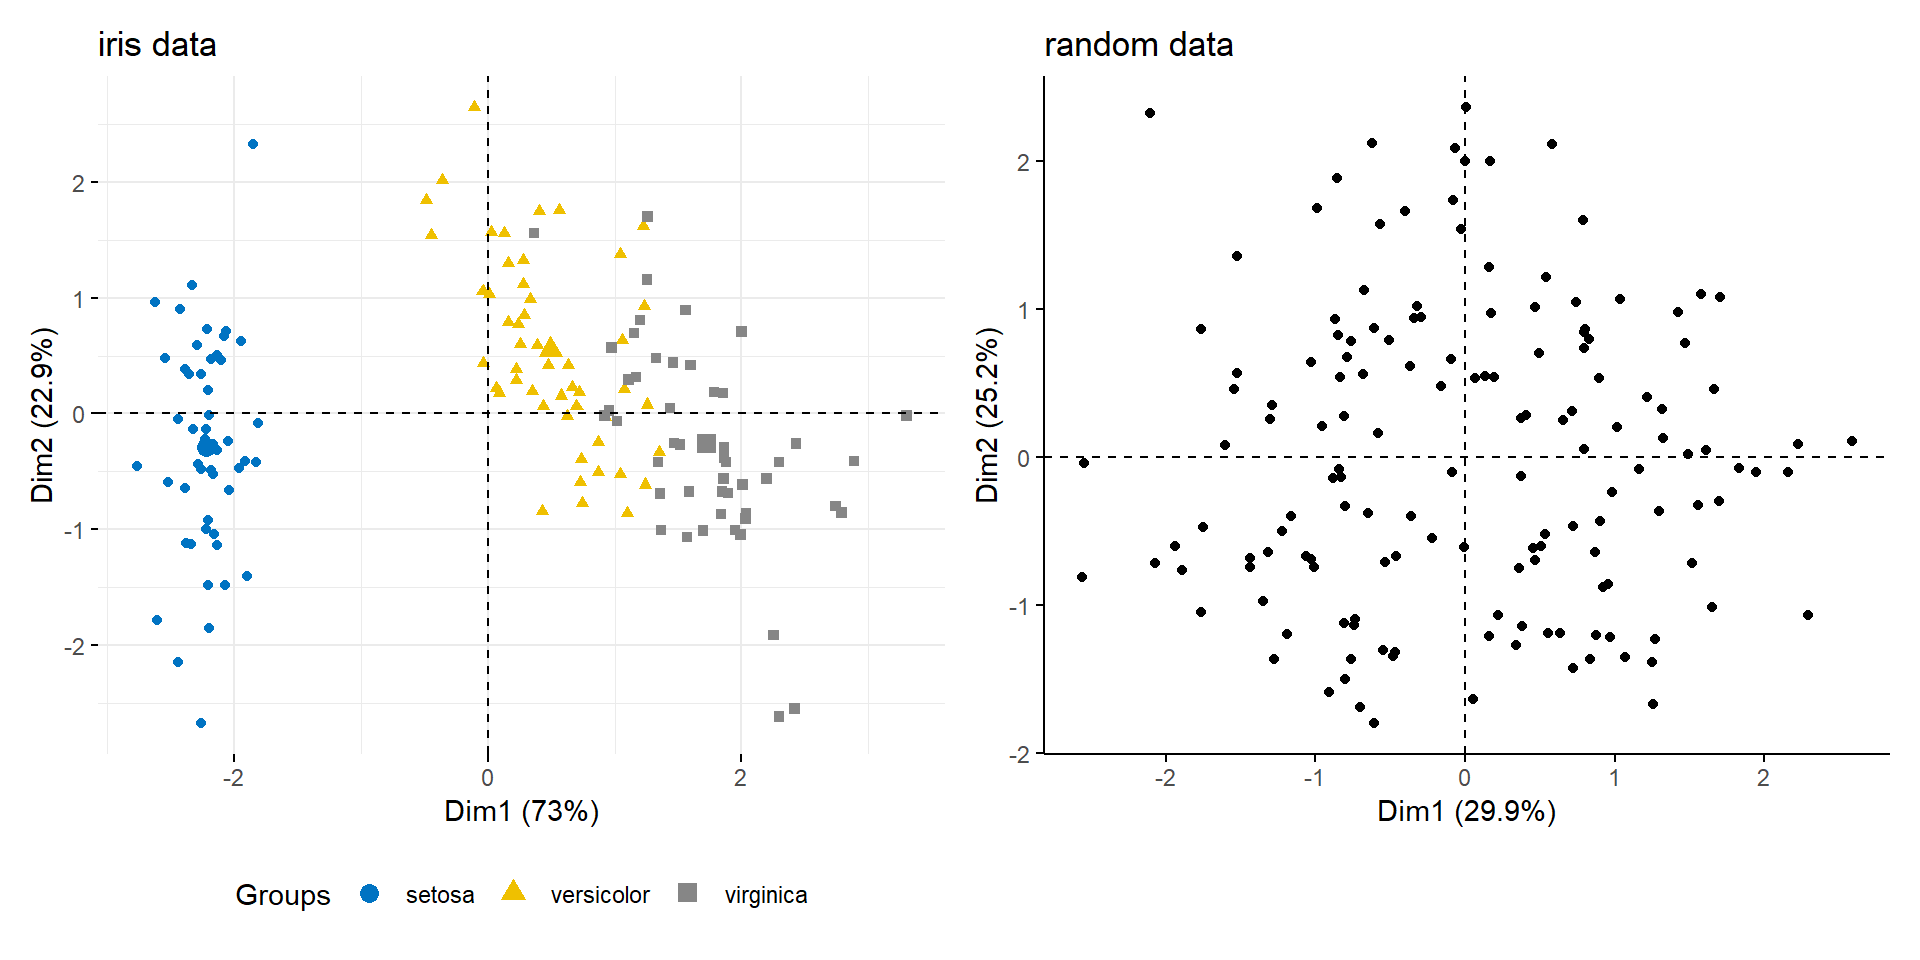 iris data
2
1
0
-1
-2
Dim2 (22.9%)
-2 0 2
Dim1 (73%)
Groups setosa versicolor virginica
random data
2
1
0
-1
-2
Dim2 (25.2%)
-2 -1 0 1 2
Dim1 (29.9%)